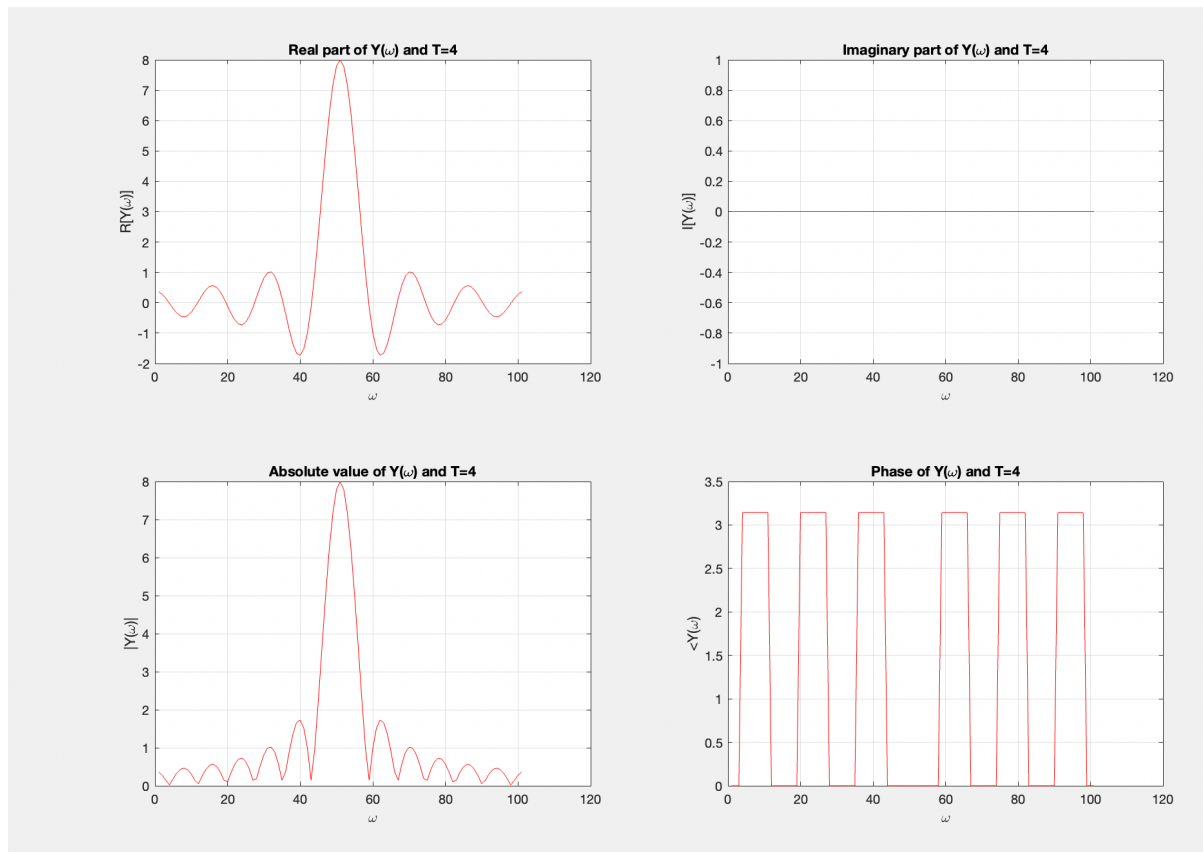 Real part of Y(ω) and T=4
R[Y(ω)]
8
7
6
5
4
3
2
1
0
-1
-2
0 20 40 60 80 100 120
ω
Imaginary part of Y(ω) and T=4
I[Y(ω)]
1
0.8
0.6
0.4
0.2
0
-0.2
-0.4
-0.6
-0.8
-1
0 20 40 60 80 100 120
ω
Absolute value of Y(ω) and T=4
|Y(ω)|
8
7
6
5
4
3
2
1
0
0 20 40 60 80 100 120
ω
Phase of Y(ω) and T=4
<Y(ω)
3.5
3
2.5
2
1.5
1
0.5
0
0 20 40 60 80 100 120
ω